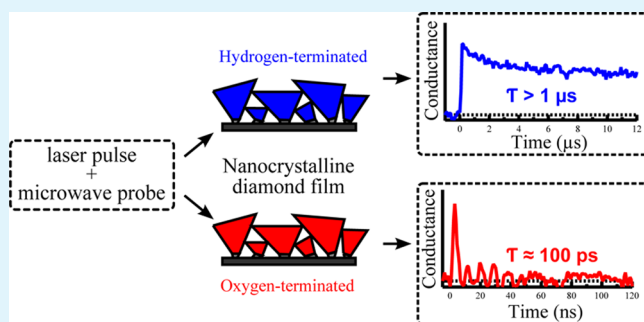 laser pulse
+
microwave probe
Hydrogen-terminated
Nanocrystalline
diamond film
Oxygen-terminated
Conductance
τ > 1 μs
0 2 4 6 8 10 12
Time (μs)
Conductance
τ ≈ 100 ps
0 20 40 60 80 100 120
Time (ns)